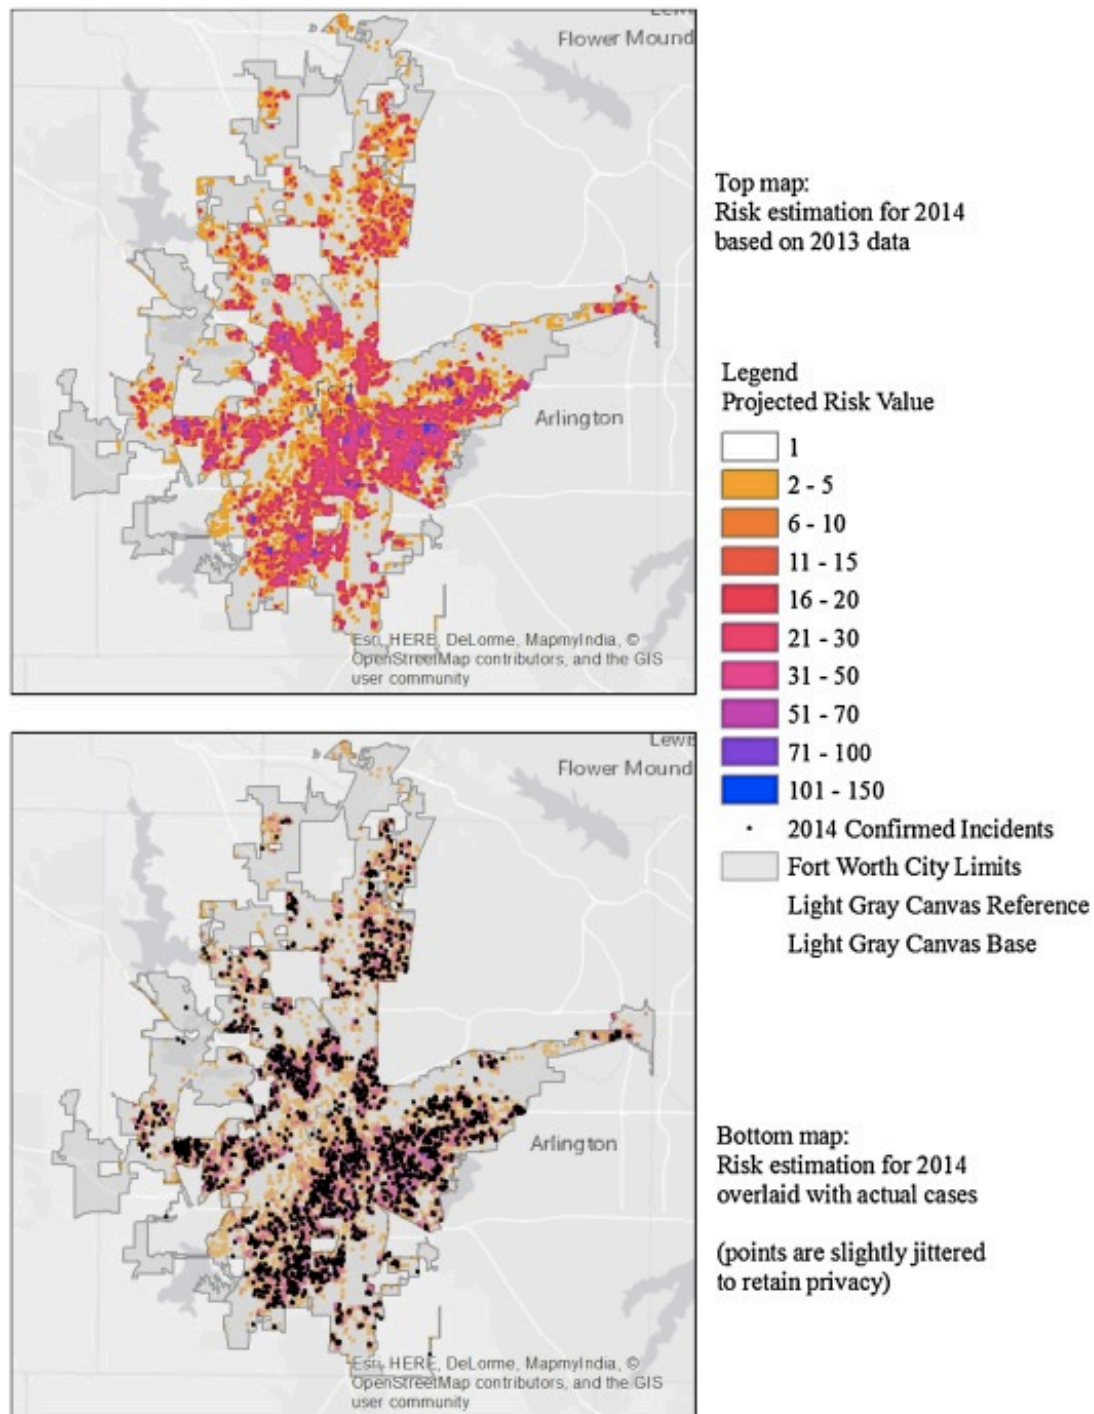 Flower Mound
Arlington
Esri, HERE, DeLorme, MapmyIndia, ©
OpenStreetMap contributors, and the GIS
user community
Top map:
Risk estimation for 2014
based on 2013 data
Legend
Projected Risk Value
1
2 - 5
6 - 10
11 - 15
16 - 20
21 - 30
31 - 50
51 - 70
71 - 100
101 - 150
2014 Confirmed Incidents
Fort Worth City Limits
Light Gray Canvas Reference
Light Gray Canvas Base
Flower Mound
Arlington
Esri, HERE, DeLorme, MapmyIndia, ©
OpenStreetMap contributors, and the GIS
user community
Bottom map:
Risk estimation for 2014
overlaid with actual cases
(points are slightly jittered
to retain privacy)